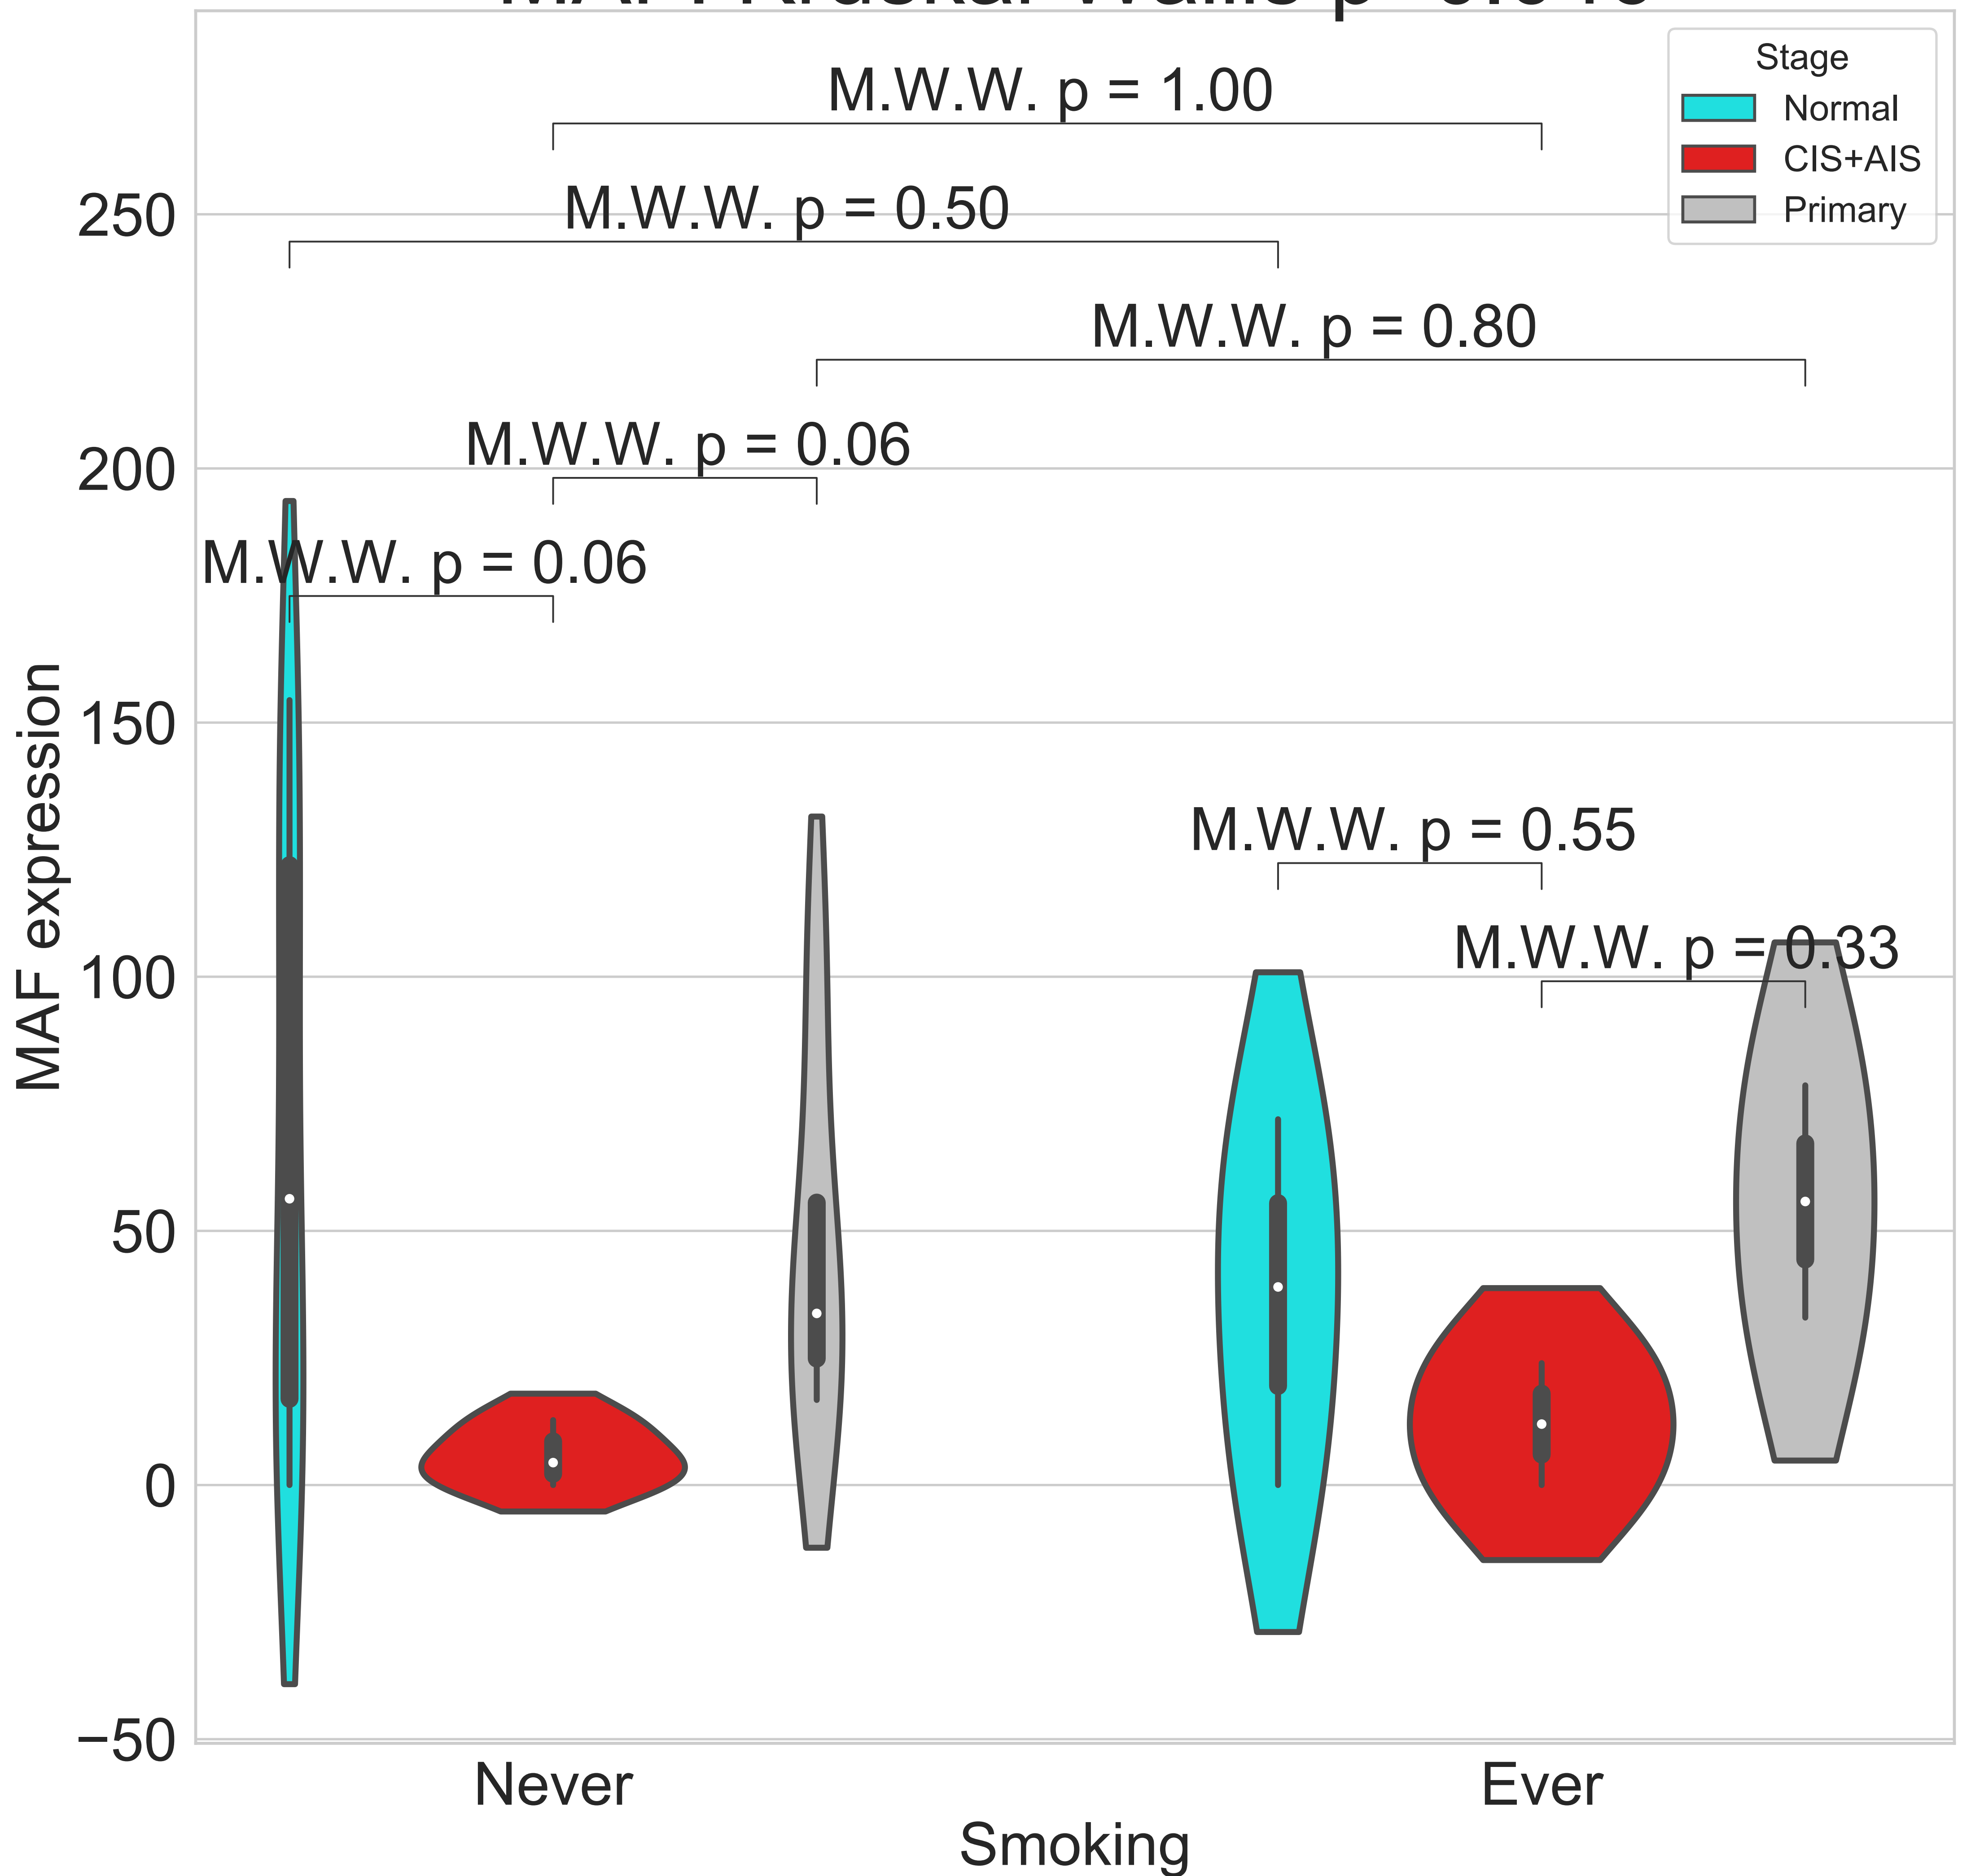 Stage
Normal
CIS+AIS
Primary
M.W.W. p = 1.00
M.W.W. p = 0.50
M.W.W. p = 0.80
M.W.W. p = 0.06
M.W.W. p = 0.06
M.W.W. p = 0.55
M.W.W. p = 0.33
250
200
150
100
50
0
−50
MAF expression
Never
Ever
Smoking